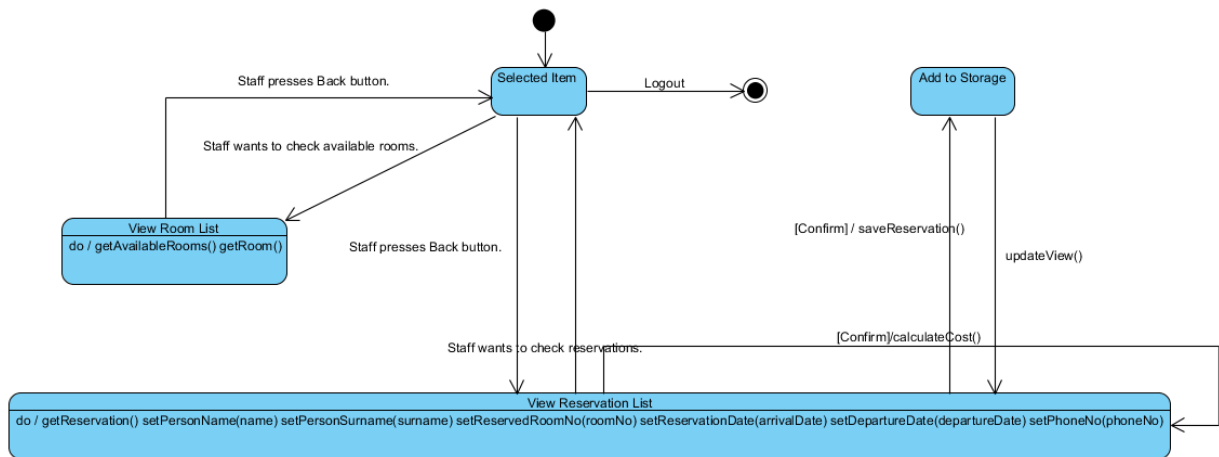 Selected Item
Add to Storage
Staff presses Back button.
Logout
Staff wants to check available rooms.
View Room List
do / getAvailableRooms() getRoom()
Staff presses Back button.
[Confirm] / saveReservation()
updateView()
[Confirm]/calculateCost()
Staff wants to check reservations.
View Reservation List
do / getReservation() setPersonName(name) setPersonSurname(surname) setReservedRoomNo(roomNo) setReservationDate(arrivalDate) setDepartureDate(departureDate) setPhoneNo(phoneNo)